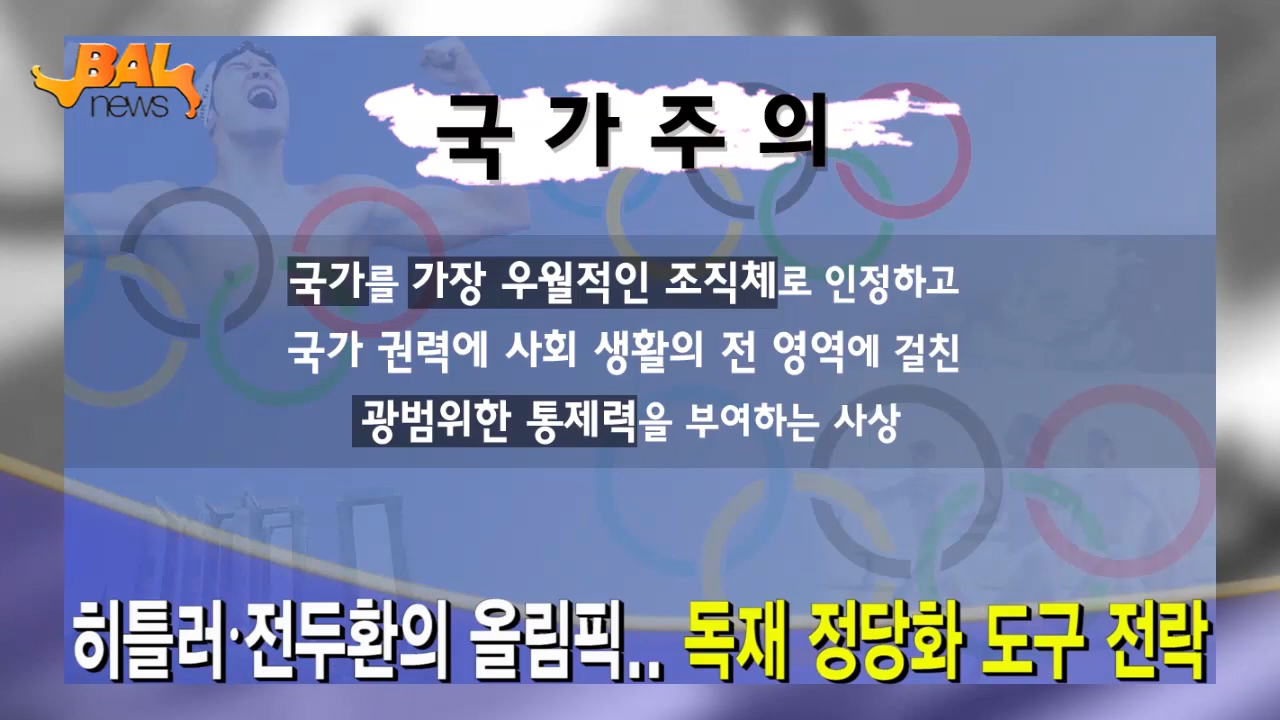 BAL
news
국가주의
국가를 가장 우월적인 조직체로 인정하고
국가 권력에 사회 생활의 전 영역에 걸친
광범위한 통제력을 부여하는 사상
히틀러·전두환의 올림픽.. 독재 정당화 도구 전락